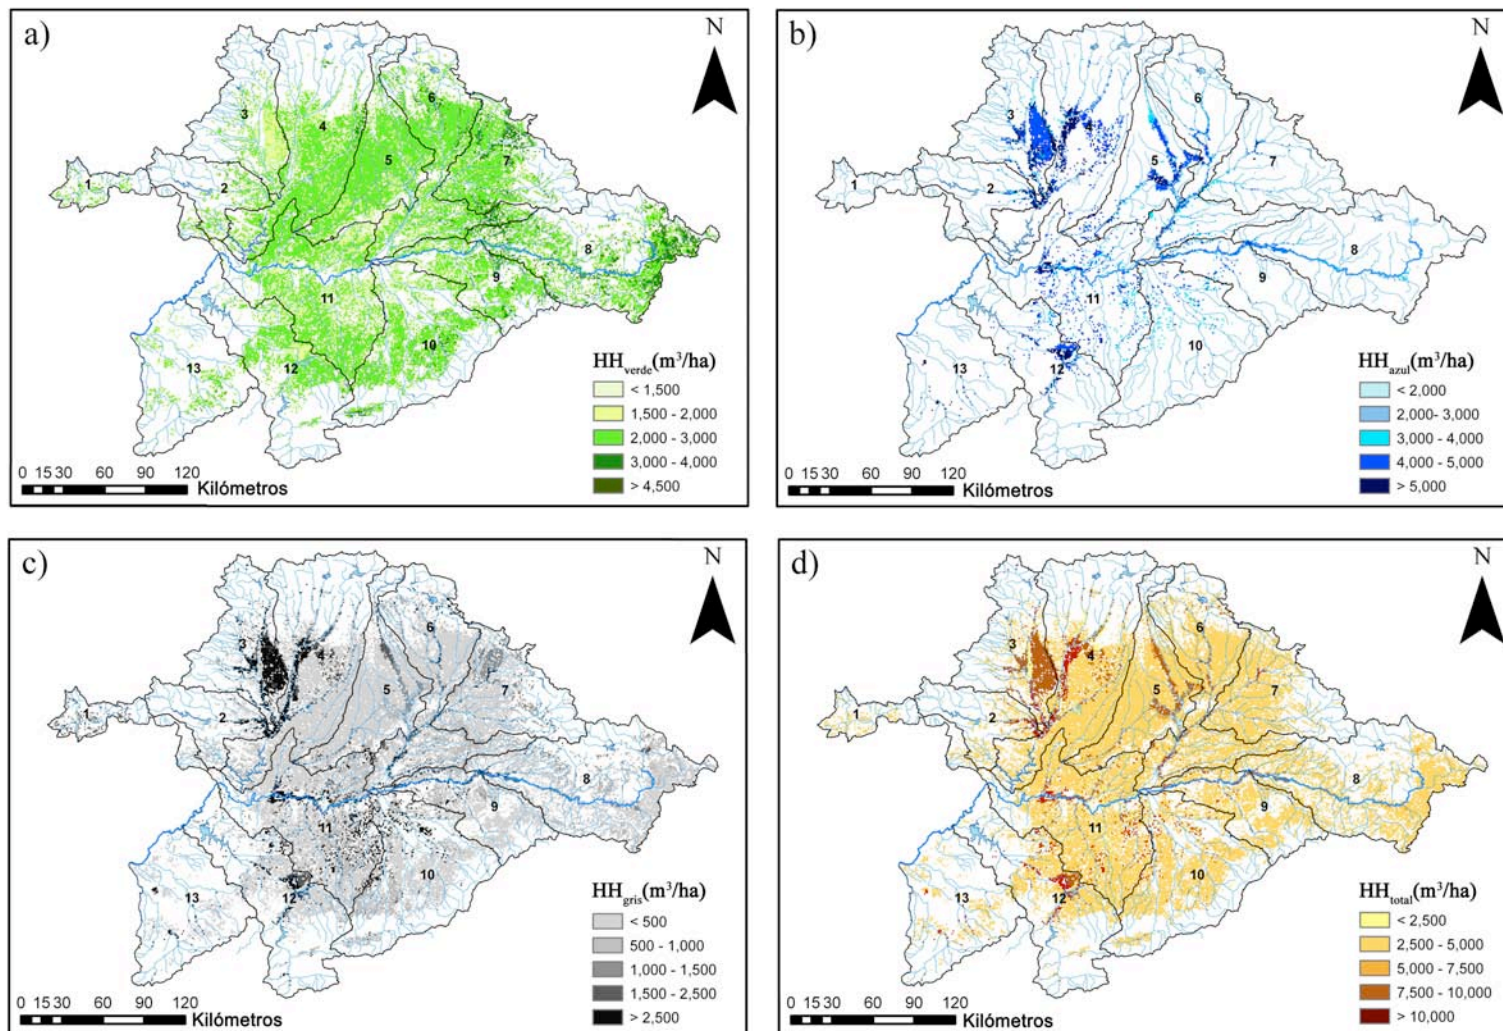 a)
N
3
4
6
5
7
1
2
8
9
11
10
13
12
HHverde(m³/ha)
< 1,500
1,500 - 2,000
2,000 - 3,000
3,000 - 4,000
> 4,500
0 15 30 60 90 120
Kilómetros
b)
N
6
3
4
5
7
1
2
8
9
11
10
13
12
HHazul(m³/ha)
< 2,000
2,000- 3,000
3,000 - 4,000
4,000 - 5,000
> 5,000
0 15 30 60 90 120
Kilómetros
c)
N
6
3
4
5
7
1
2
8
9
11
10
13
12
HHgris(m³/ha)
< 500
500 - 1,000
1,000 - 1,500
1,500 - 2,500
> 2,500
0 15 30 60 90 120
Kilómetros
d)
N
6
3
4
5
7
1
2
8
9
11
10
13
12
HHtotal(m³/ha)
< 2,500
2,500 - 5,000
5,000 - 7,500
7,500 - 10,000
> 10,000
0 15 30 60 90 120
Kilómetros